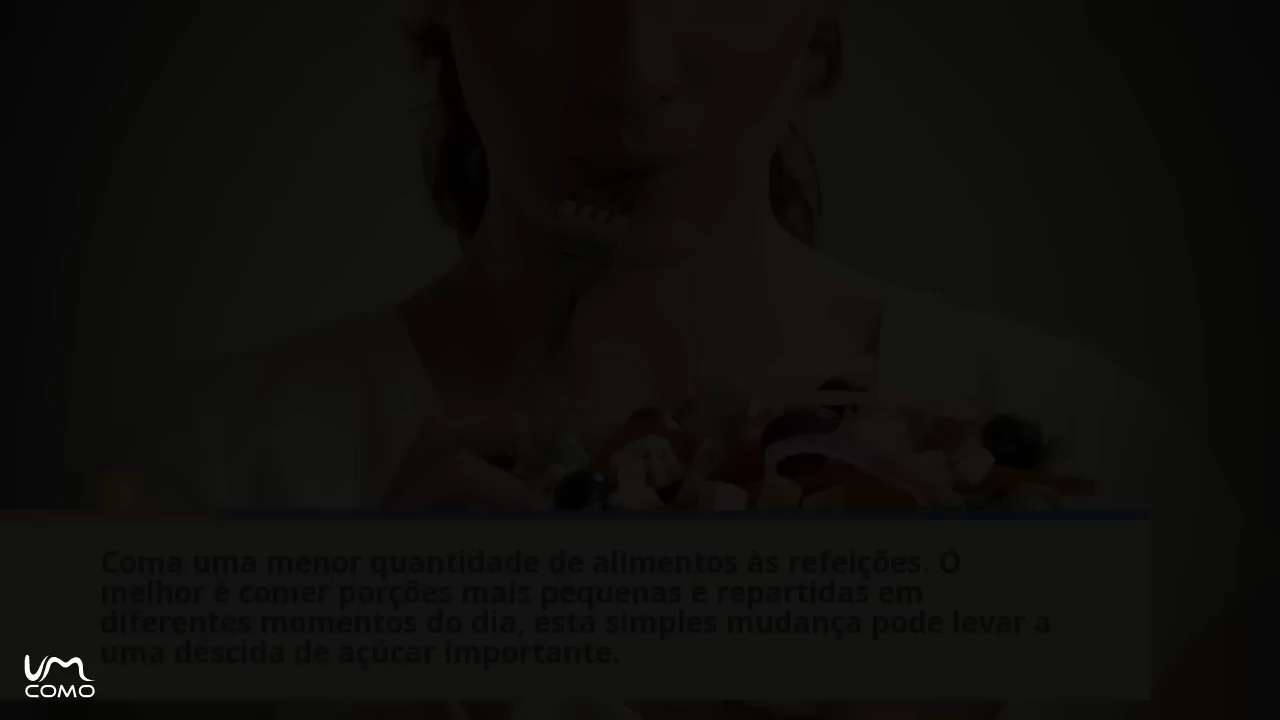 Coma uma menor quantidade de alimentos às refeições. O
melhor é comer porções mais pequenas e repartidas em
diferentes momentos do dia, esta simples mudança pode levar a
uma descida de açúcar importante.
UM
COMO